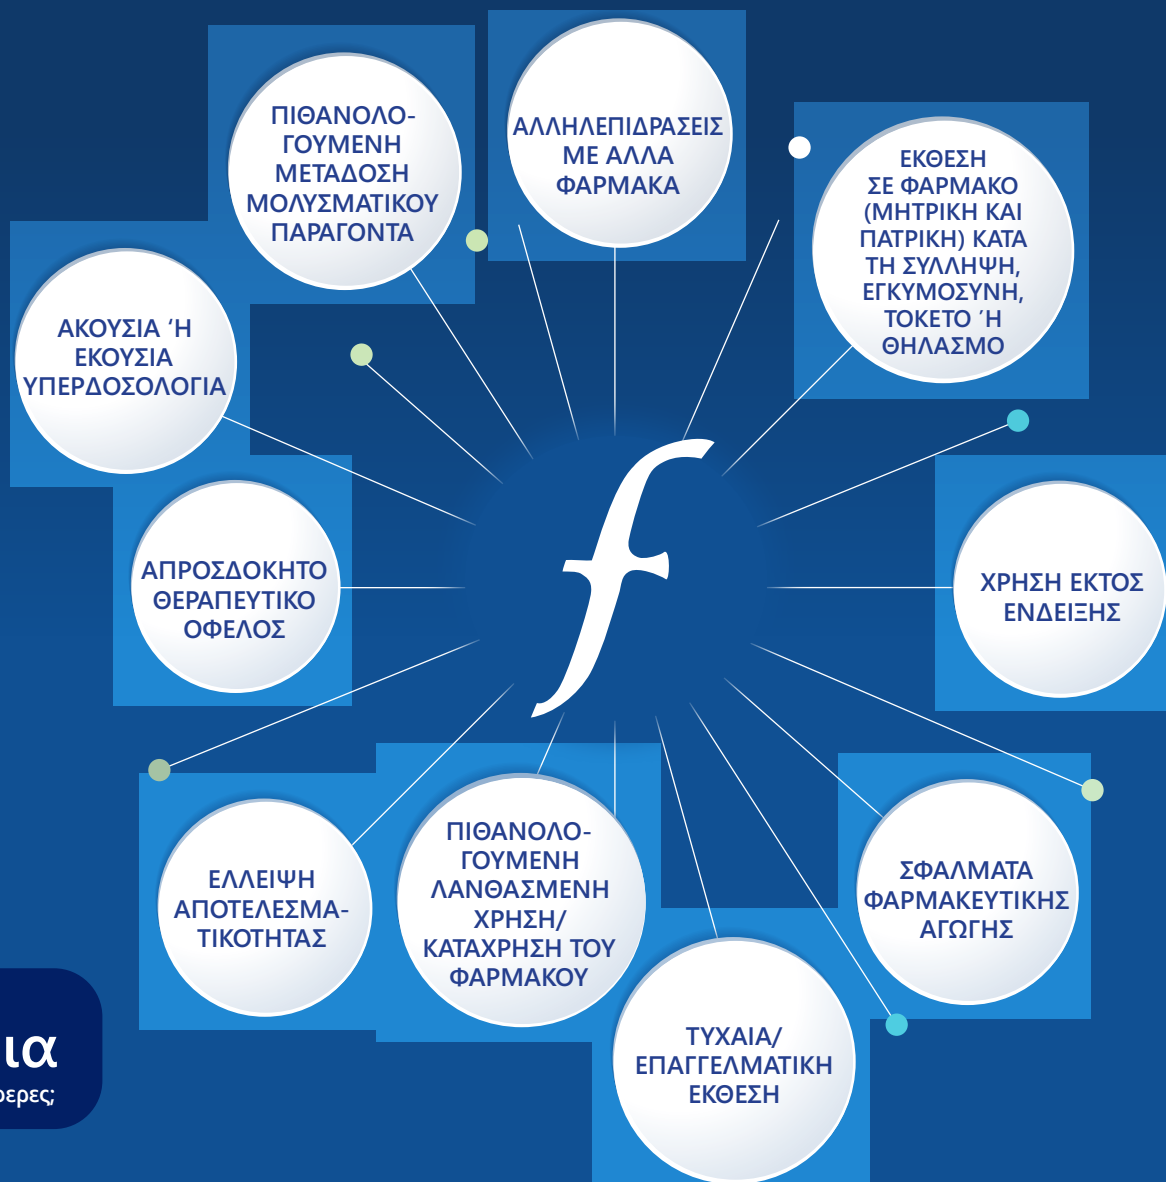 ΠΙΘΑΝΟΛΟ-
ΓΟΥΜΕΝΗ
ΜΕΤΑΔΟΣΗ
ΜΟΛΥΣΜΑΤΙΚΟΥ
ΠΑΡΑΓΟΝΤΑ
ΑΛΛΗΛΕΠΙΔΡΑΣΕΙΣ
ΜΕ ΑΛΛΑ
ΦΑΡΜΑΚΑ
ΕΚΘΕΣΗ
ΣΕ ΦΑΡΜΑΚΟ
(ΜΗΤΡΙΚΗ ΚΑΙ
ΠΑΤΡΙΚΗ) ΚΑΤΑ
ΤΗ ΣΥΛΛΗΨΗ,
ΕΓΚΥΜΟΣΥΝΗ,
ΤΟΚΕΤΟ ΄Η
ΘΗΛΑΣΜΟ
ΑΚΟΥΣΙΑ ‘Η
ΕΚΟΥΣΙΑ
ΥΠΕΡΔΟΣΟΛΟΓΙΑ
ΑΠΡΟΣΔΟΚΗΤΟ
ΘΕΡΑΠΕΥΤΙΚΟ
ΟΦΕΛΟΣ
f
ΧΡΗΣΗ ΕΚΤΟΣ
ΕΝΔΕΙΞΗΣ
ΕΛΛΕΙΨΗ
ΑΠΟΤΕΛΕΣΜΑ-
ΤΙΚΟΤΗΤΑΣ
ΠΙΘΑΝΟΛΟ-
ΓΟΥΜΕΝΗ
ΛΑΝΘΑΣΜΕΝΗ
ΧΡΗΣΗ/
ΚΑΤΑΧΡΗΣΗ ΤΟΥ
ΦΑΡΜΑΚΟΥ
ΣΦΑΛΜΑΤΑ
ΦΑΡΜΑΚΕΥΤΙΚΗΣ
ΑΓΩΓΗΣ
ΤΥΧΑΙΑ/
ΕΠΑΓΓΕΛΜΑΤΙΚΗ
ΕΚΘΕΣΗ
ια
ερες;